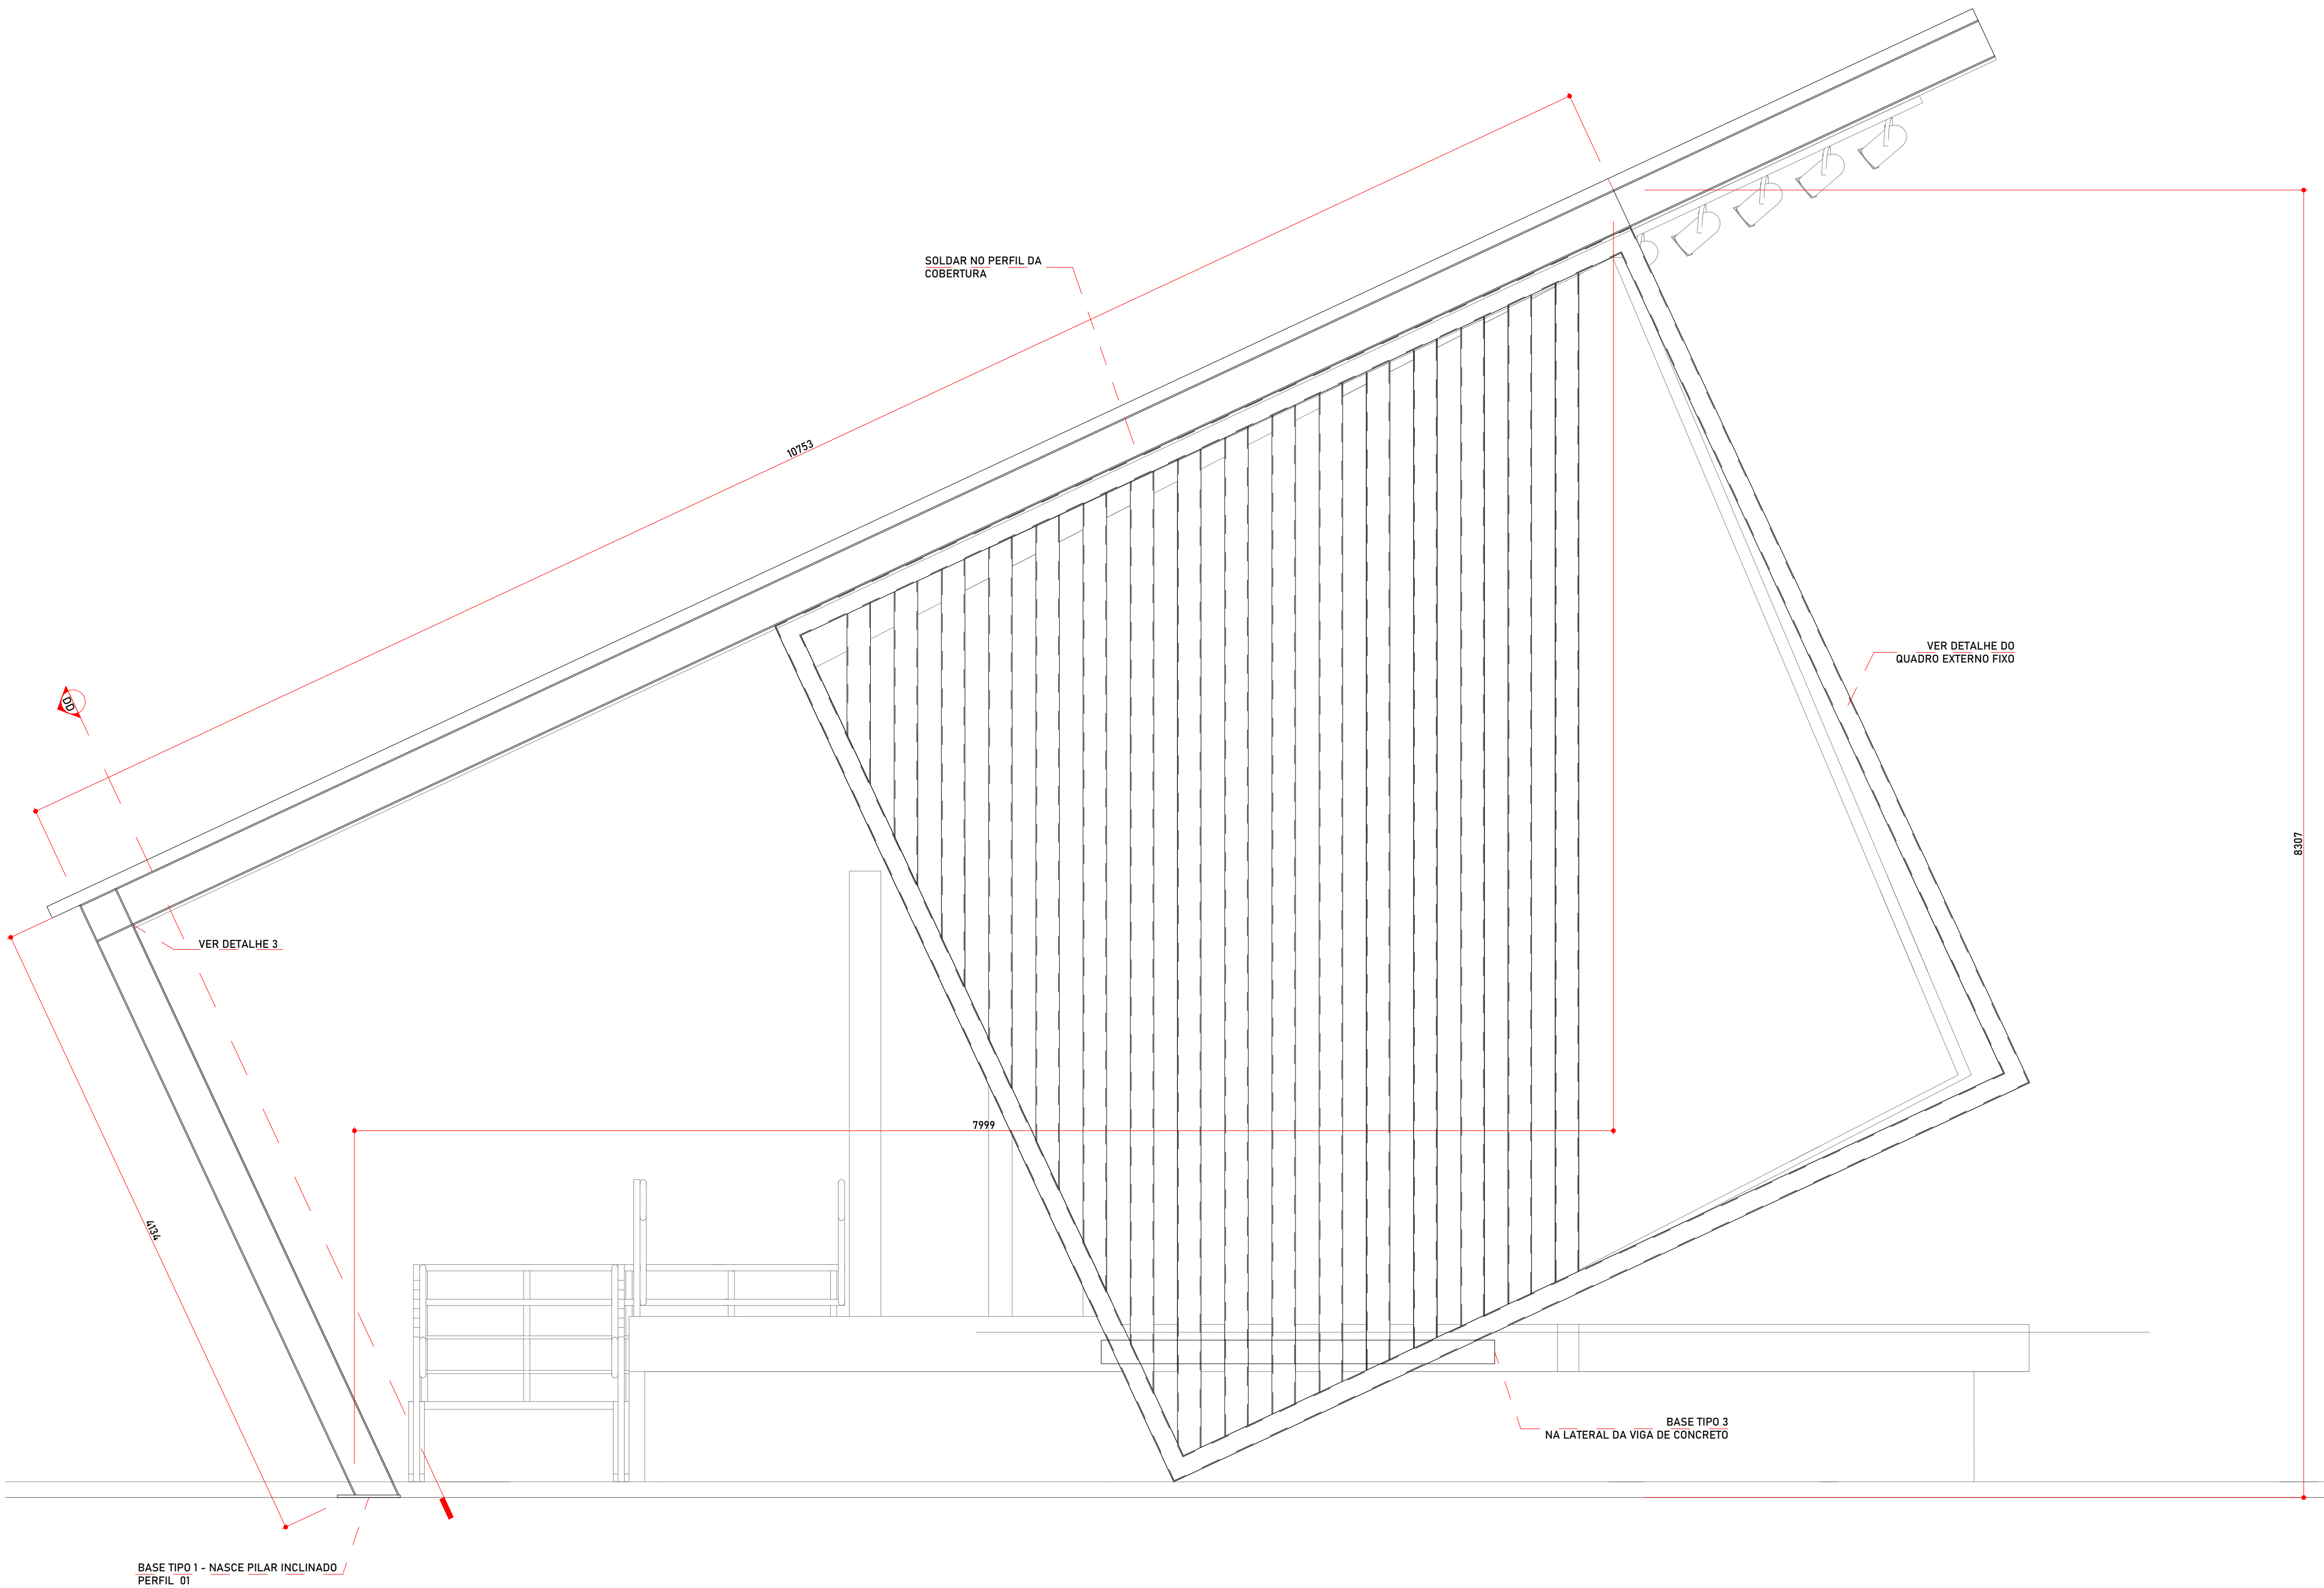 SOLDAR NO PERFIL DA
COBERTURA
10753
VER DETALHE DO
QUADRO EXTERNO FIXO
DD
8307
VER DETALHE 3
7999
4134
BASE TIPO 3
NA LATERAL DA VIGA DE CONCRETO
BASE TIPO 1 - NASCE PILAR INCLINADO
PERFIL 01